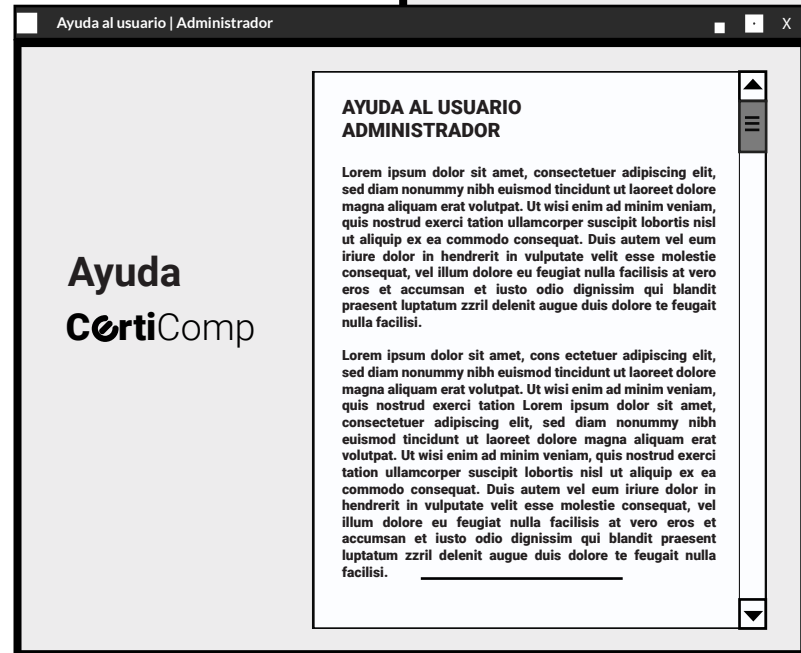 Ayuda al usuario | Administrador
X
Ayuda
CertiComp
AYUDA AL USUARIO
ADMINISTRADOR
Lorem ipsum dolor sit amet, consectetuer adipiscing elit,
sed diam nonummy nibh euismod tincidunt ut laoreet dolore
magna aliquam erat volutpat. Ut wisi enim ad minim veniam,
quis nostrud exerci tation ullamcorper suscipit lobortis nisl
ut aliquip ex ea commodo consequat. Duis autem vel eum
iriure dolor in hendrerit in vulputate velit esse molestie
consequat, vel illum dolore eu feugiat nulla facilisis at vero
eros et accumsan et iusto odio dignissim qui blandit
praesent luptatum zzril delenit augue duis dolore te feugait
nulla facilisi.
Lorem ipsum dolor sit amet, cons ectetuer adipiscing elit,
sed diam nonummy nibh euismod tincidunt ut laoreet dolore
magna aliquam erat volutpat. Ut wisi enim ad minim veniam,
quis nostrud exerci tation Lorem ipsum dolor sit amet,
consectetuer adipiscing elit, sed diam nonummy nibh
euismod tincidunt ut laoreet dolore magna aliquam erat
volutpat. Ut wisi enim ad minim veniam, quis nostrud exerci
tation ullamcorper suscipit lobortis nisl ut aliquip ex ea
commodo consequat. Duis autem vel eum iriure dolor in
hendrerit in vulputate velit esse molestie consequat, vel
illum dolore eu feugiat nulla facilisis at vero eros et
accumsan et iusto odio dignissim qui blandit praesent
luptatum zzril delenit augue duis dolore te feugait nulla
facilisi.